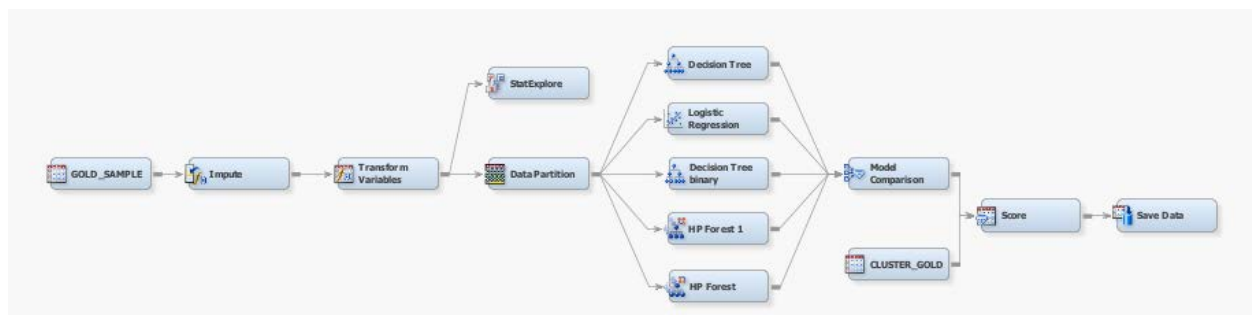 Decision Tree
StatExplore
Logistic
Regression
GOLD_SAMPLE
Impute
Transform
Variables
Data Partition
Decision Tree
binary
Model
Comparison
Score
Save Data
HP Forest 1
CLUSTER_GOLD
HP Forest